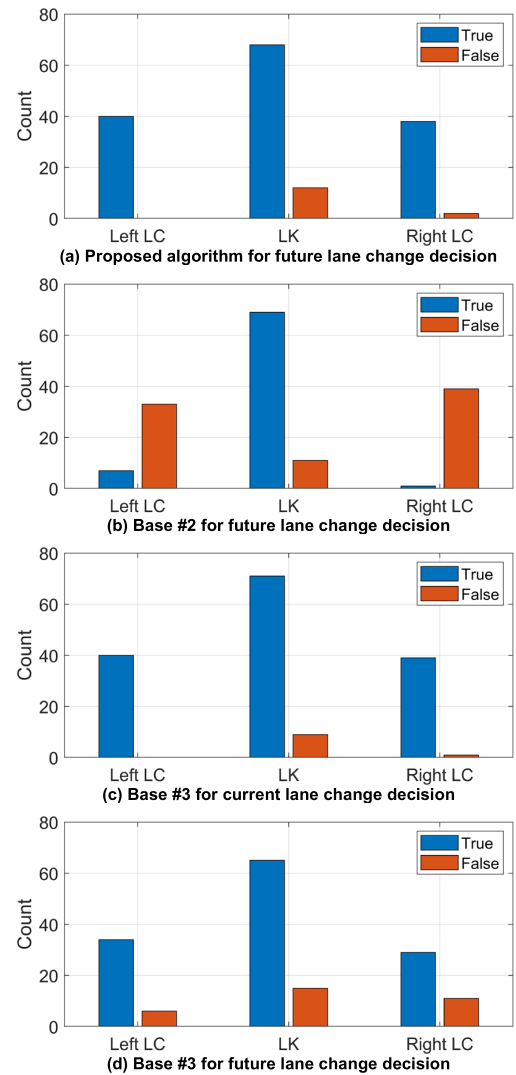 80
60
40
20
0
Count
True
False
Left LC
LK
Right LC
(a) Proposed algorithm for future lane change decision
80
60
40
20
0
Count
True
False
Left LC
LK
Right LC
(b) Base #2 for future lane change decision
80
60
40
20
0
Count
True
False
Left LC
LK
Right LC
(c) Base #3 for current lane change decision
80
60
40
20
0
Count
True
False
Left LC
LK
Right LC
(d) Base #3 for future lane change decision